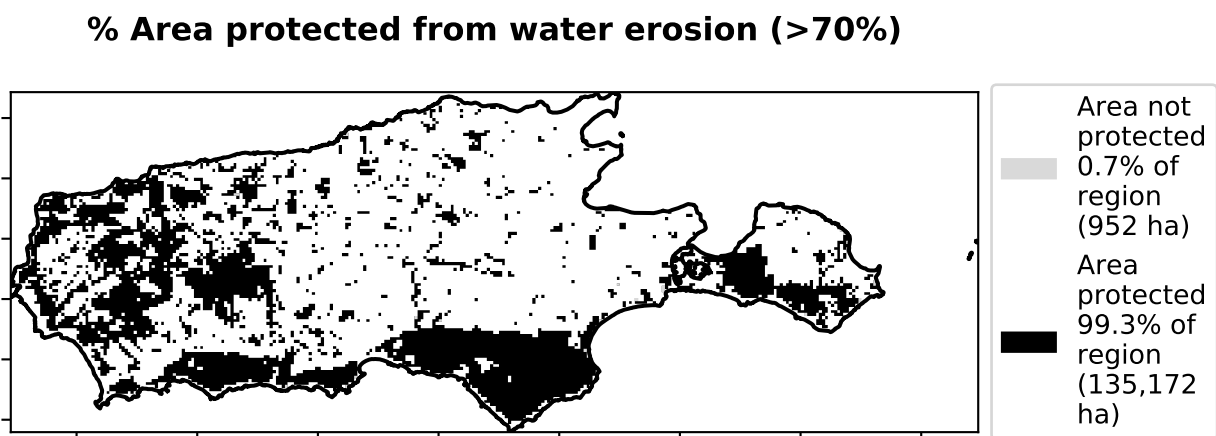 % Area protected from water erosion (>70%)
Area not
protected
0.7% of
region
(952 ha)
Area
protected
99.3% of
region
(135,172
ha)